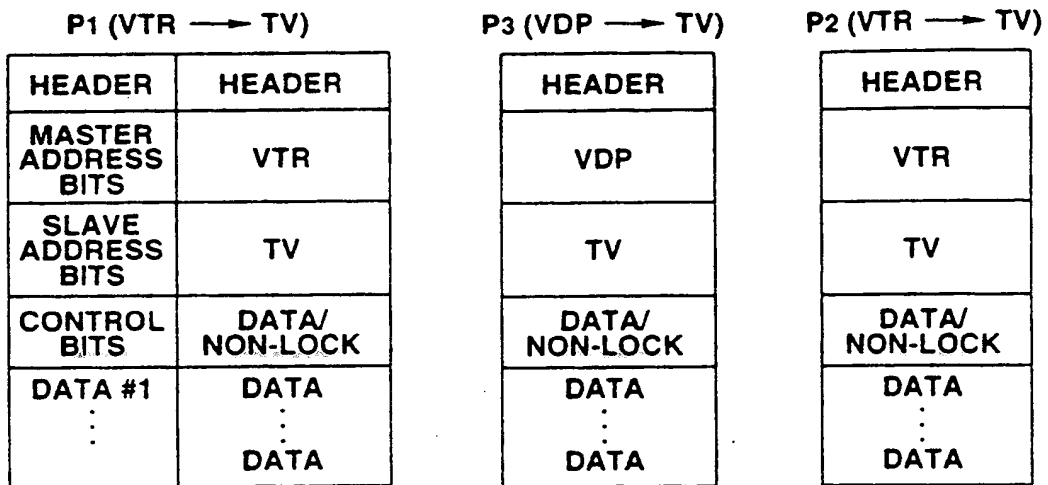 P1 (VTR → TV) P3 (VDP → TV) P2 (VTR → TV)
HEADER HEADER HEADER HEADER
MASTER ADDRESS BITS VTR VDP VTR
SLAVE ADDRESS BITS TV TV TV
CONTROL BITS DATA/ NON-LOCK DATA/ NON-LOCK DATA/ NON-LOCK
DATA #1 DATA DATA DATA
⋮ ⋮ ⋮ ⋮
DATA DATA DATA